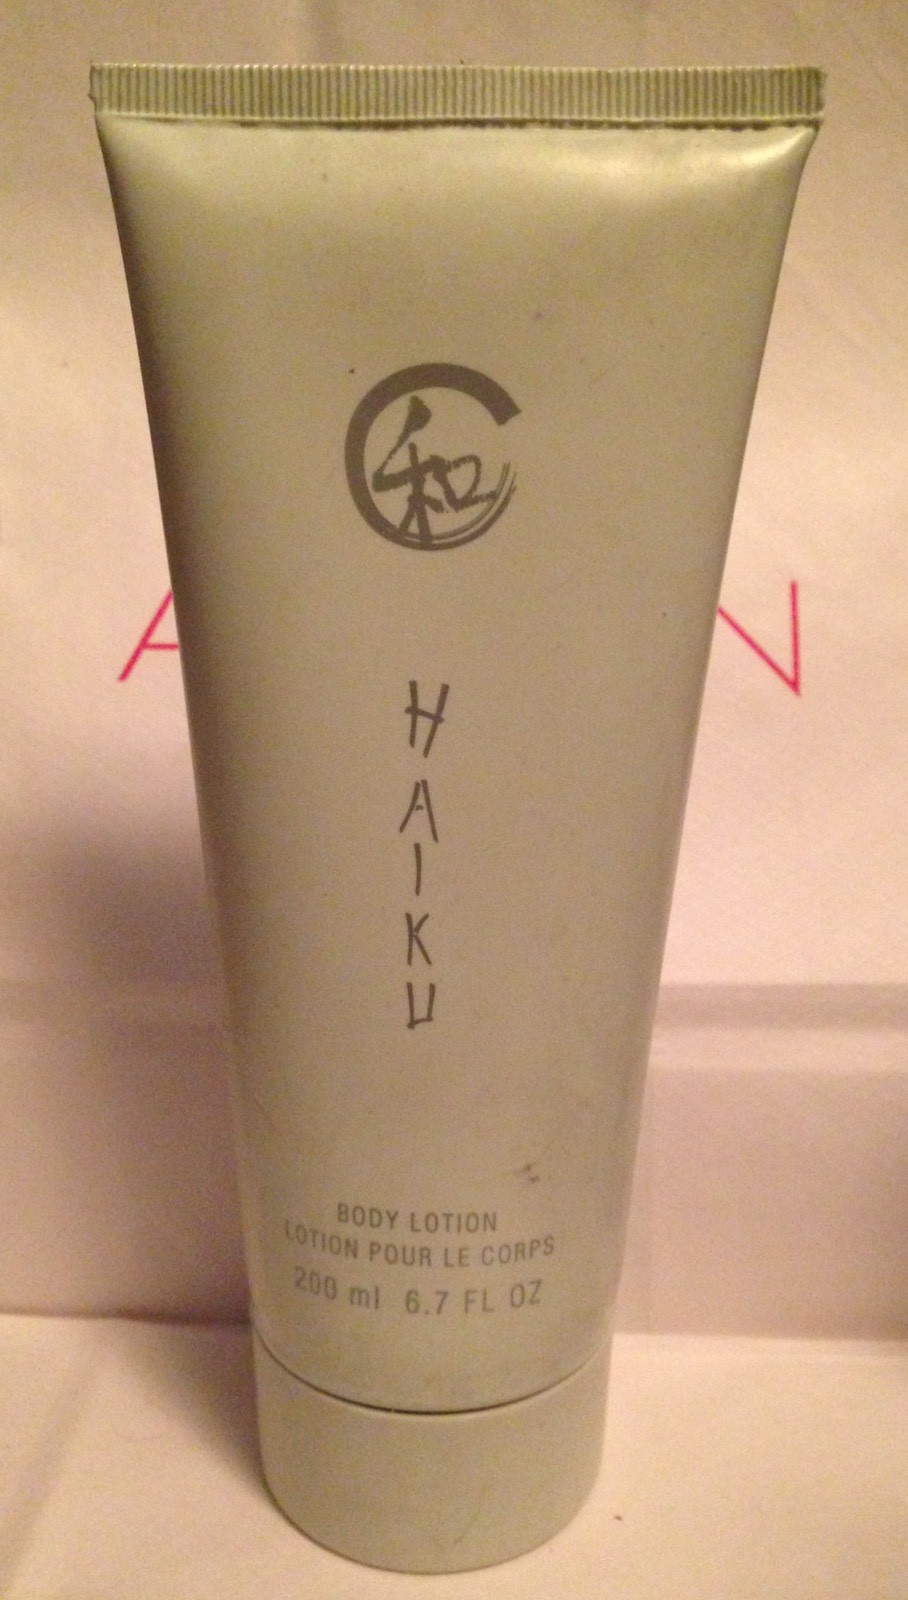 和
A N
HAIKU
BODY LOTION
LOTION POUR LE CORPS
200 ml 6.7 FL OZ